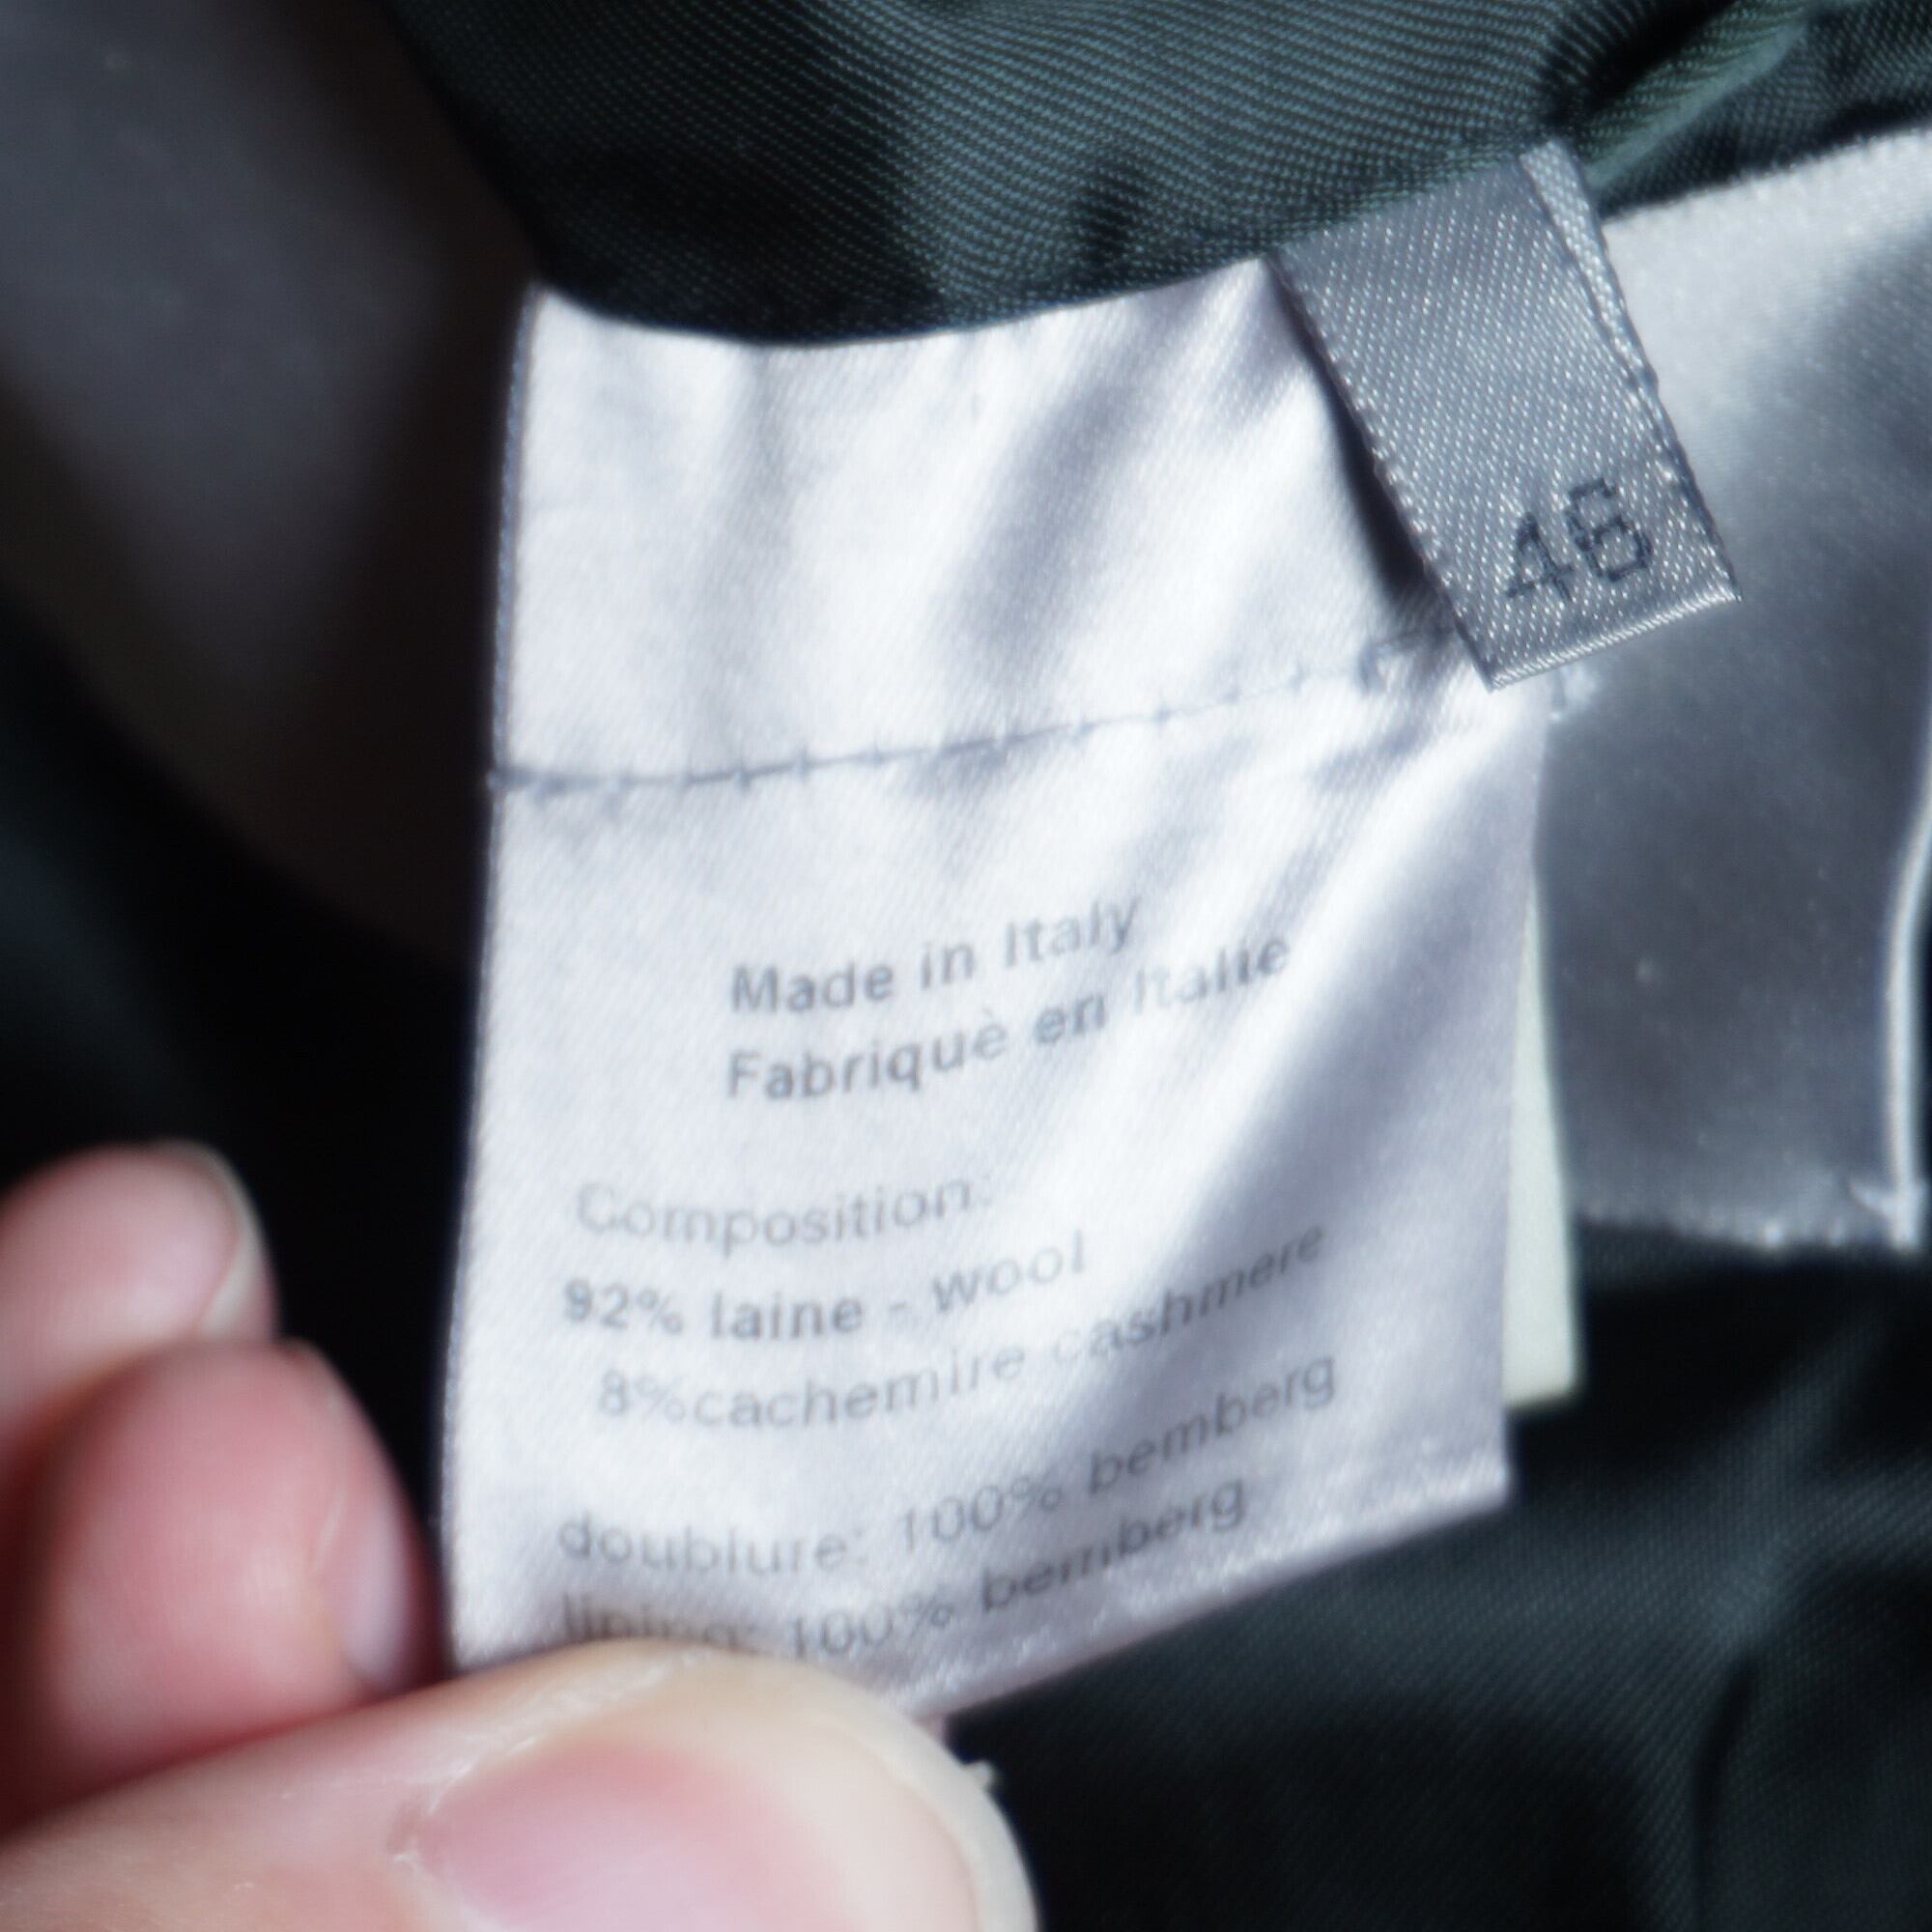 46
Made in Italy
Fabriquè en Italie
Composition:
92% laine - wool
8%cachemire cashmere
doublure: 100% bemberg
lining: 100% bemberg